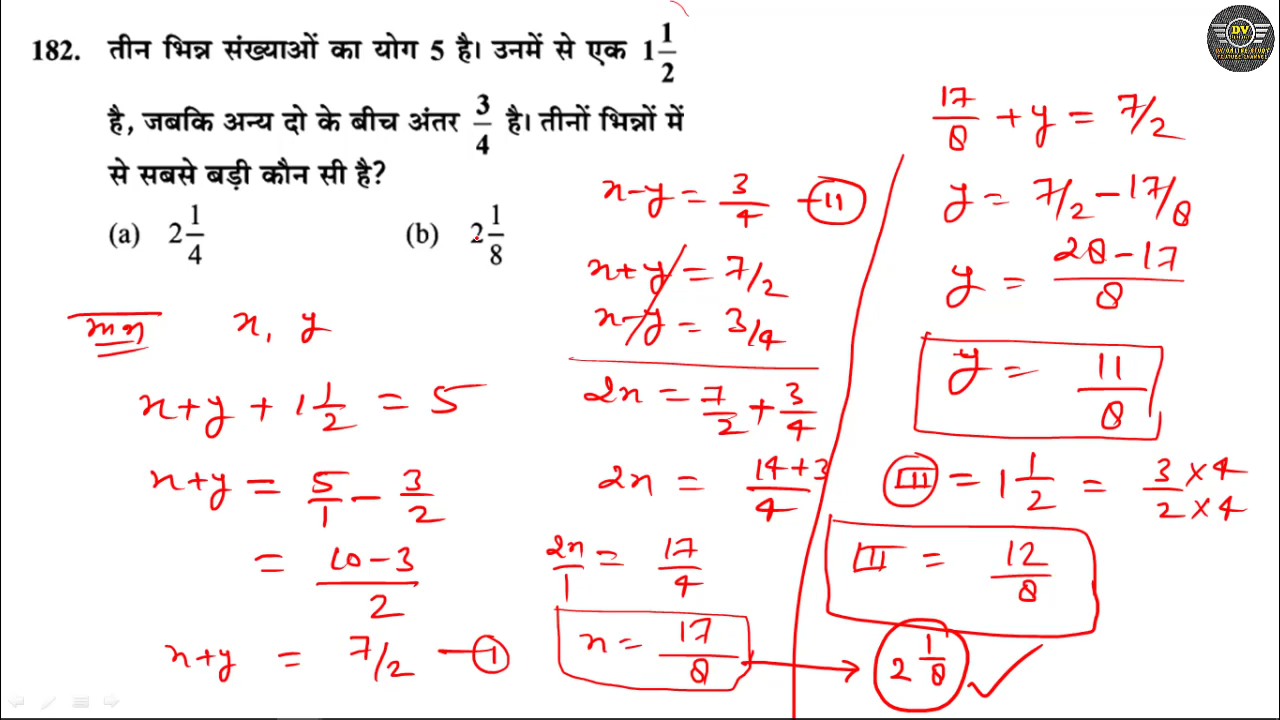 182. तीन भिन्न संख्याओं का योग 5 है। उनमें से एक 1 1/2
है, जबकि अन्य दो के बीच अंतर 3/4 है। तीनों भिन्नों में
से सबसे बड़ी कौन सी है?
(a) 2 1/4 (b) 2 1/8
x, y
x+y+1 1/2 = 5
x+y = 5/1 - 3/2
= 10-3/2
x+y = 7/2 —①
x-y = 3/4 —⑪
x+y = 7/2
x-y = 3/4
2x = 7/2 + 3/4
2x = 14+3/4
2x/1 = 17/4
x = 17/8
17/8 + y = 7/2
y = 7/2 - 17/8
y = 28-17/8
y = 11/8
III = 1 1/2 = 3×4/2×4
III = 12/8
2 1/8
DV